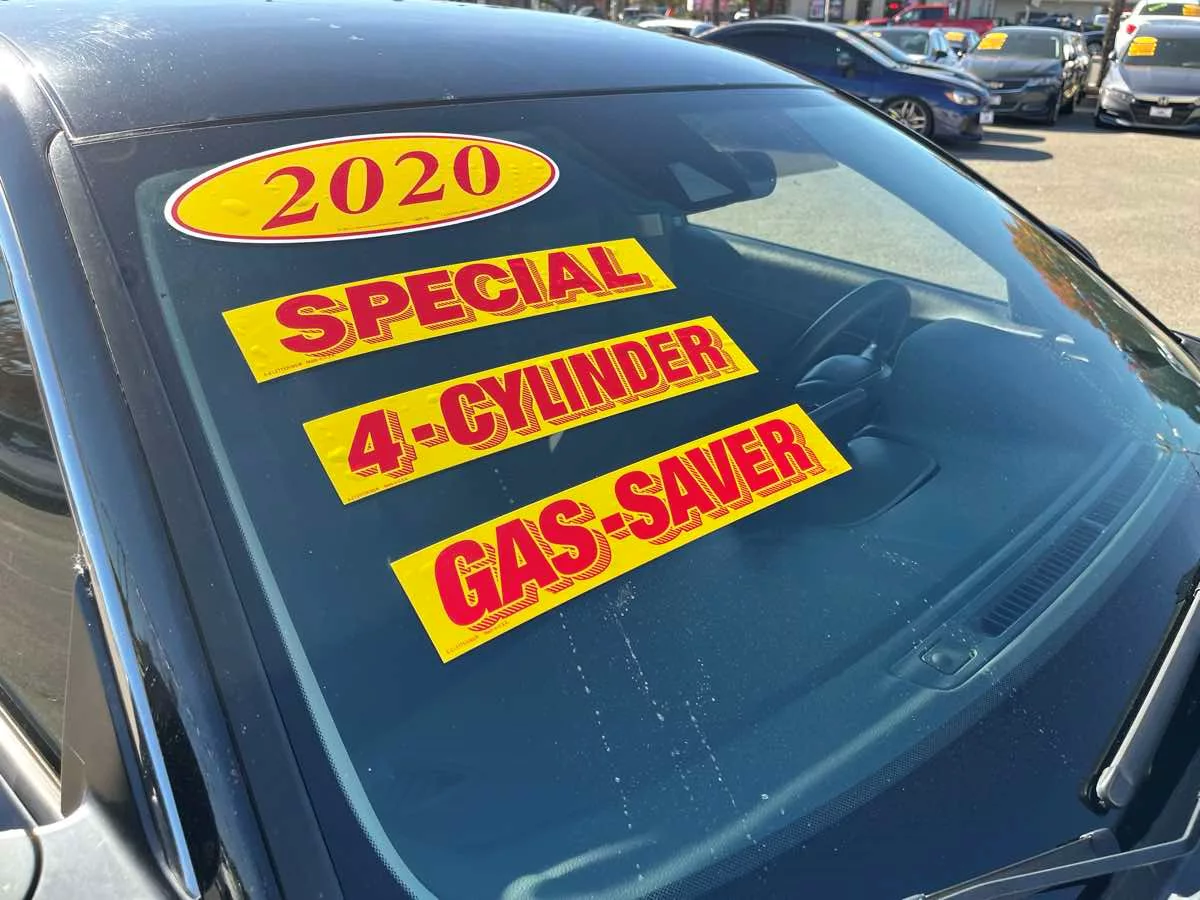 2020
SPECIAL
4-CYLINDER
GAS-SAVER